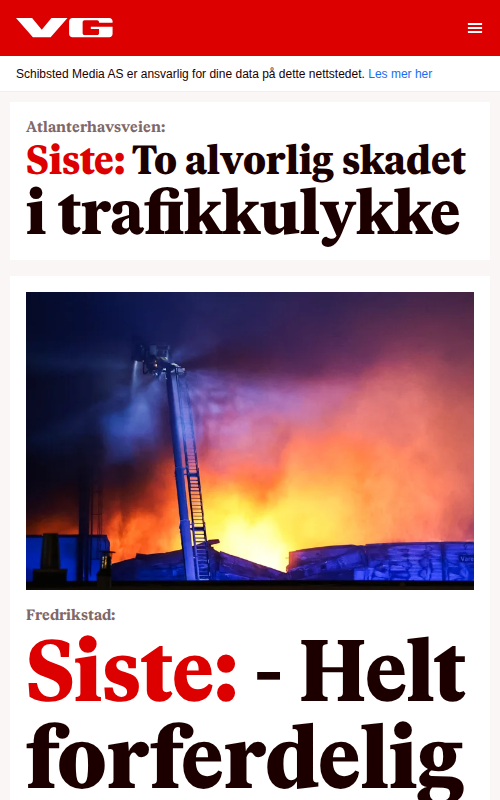 VG
Schibsted Media AS er ansvarlig for dine data på dette nettstedet. Les mer her
Atlanterhavsveien:
Siste: To alvorlig skadet
i trafikkulykke
Fredrikstad:
Siste: - Helt
forferdelig